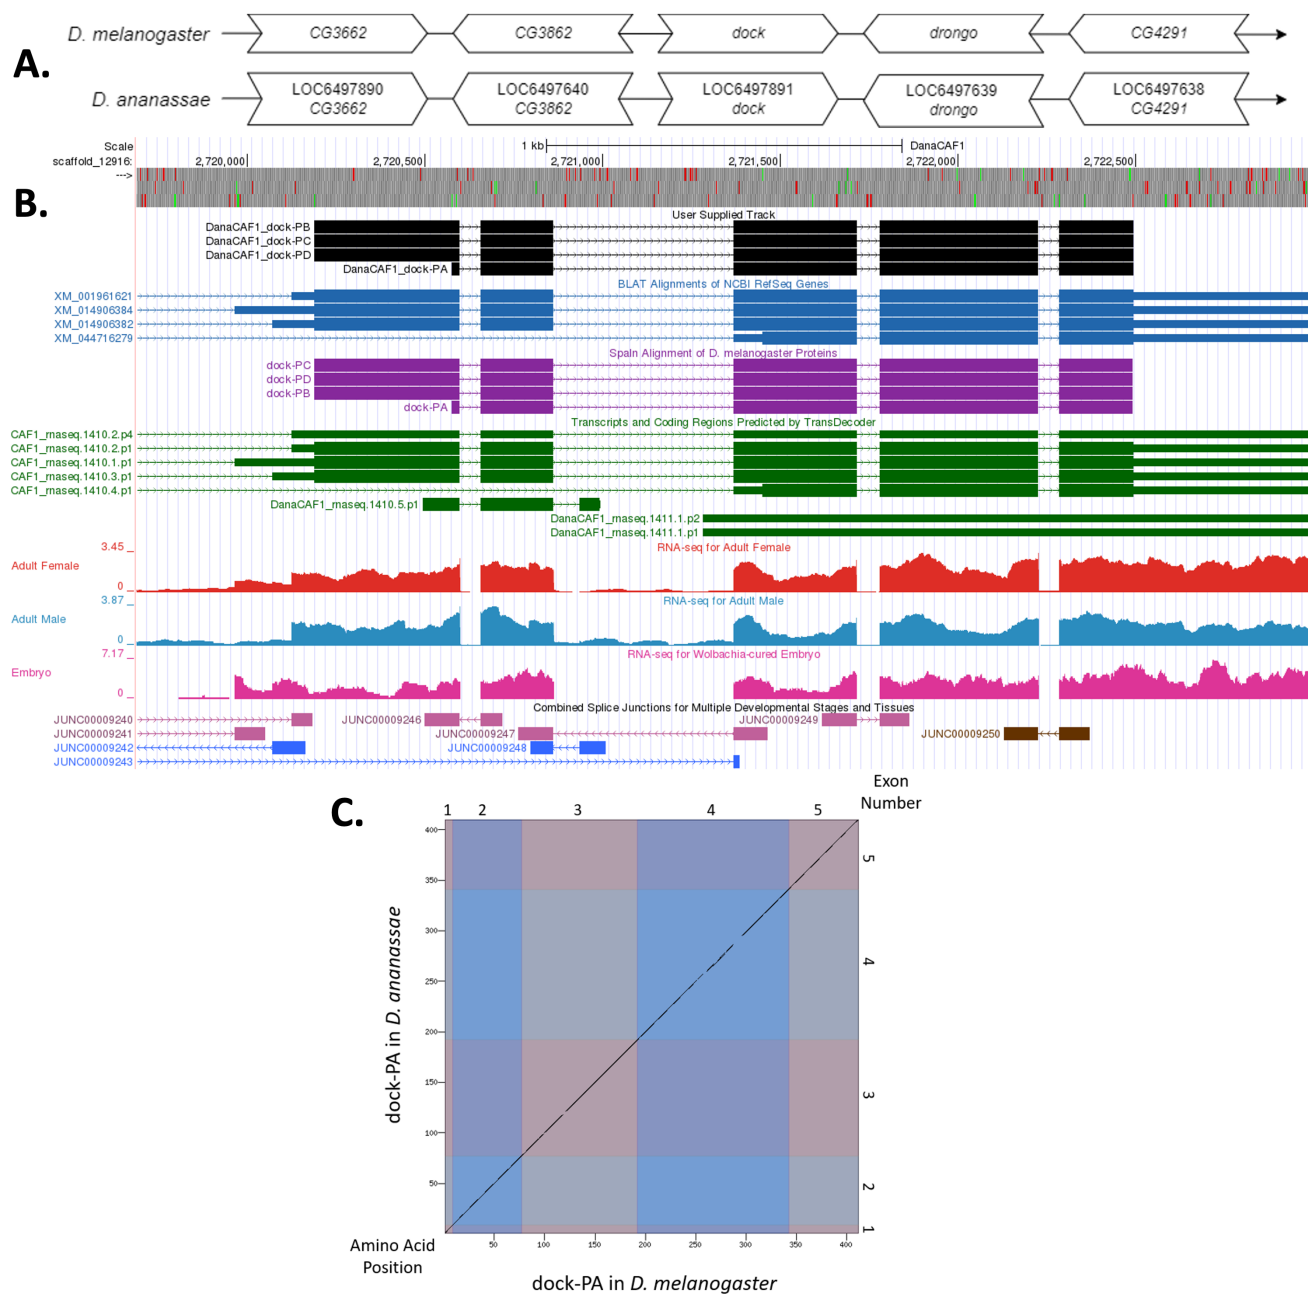 A.
D. melanogaster
CG3662
CG3862
dock
drongo
CG4291
D. ananassae
LOC6497890
CG3662
LOC6497640
CG3862
LOC6497891
dock
LOC6497639
drongo
LOC6497638
CG4291
B.
Scale
1 kb
DanaCAF1
scaffold_12916:
2,720,000
2,720,500
2,721,000
2,721,500
2,722,000
2,722,500
--->
User Supplied Track
DanaCAF1_dock-PB
DanaCAF1_dock-PC
DanaCAF1_dock-PD
DanaCAF1_dock-PA
BLAT Alignments of NCBI RefSeq Genes
XM_001961621
XM_014906384
XM_014906382
XM_044716279
Spaln Alignment of D. melanogaster Proteins
dock-PC
dock-PD
dock-PB
dock-PA
Transcripts and Coding Regions Predicted by TransDecoder
CAF1_rnaseq.1410.2.p4
CAF1_rnaseq.1410.2.p1
CAF1_rnaseq.1410.1.p1
CAF1_rnaseq.1410.3.p1
CAF1_rnaseq.1410.4.p1
DanaCAF1_rnaseq.1410.5.p1
DanaCAF1_rnaseq.1411.1.p2
DanaCAF1_rnaseq.1411.1.p1
RNA-seq for Adult Female
3.45
Adult Female
0
RNA-seq for Adult Male
3.87
Adult Male
0
RNA-seq for Wolbachia-cured Embryo
7.17
Embryo
0
Combined Splice Junctions for Multiple Developmental Stages and Tissues
JUNC00009240
JUNC00009246
JUNC00009249
JUNC00009241
JUNC00009247
JUNC00009250
JUNC00009242
JUNC00009248
JUNC00009243
C.
Exon
Number
1 2 3 4 5
5
4
3
2
1
400
350
300
250
200
150
100
50
dock-PA in D. ananassae
50 100 150 200 250 300 350 400
Amino Acid
Position
dock-PA in D. melanogaster